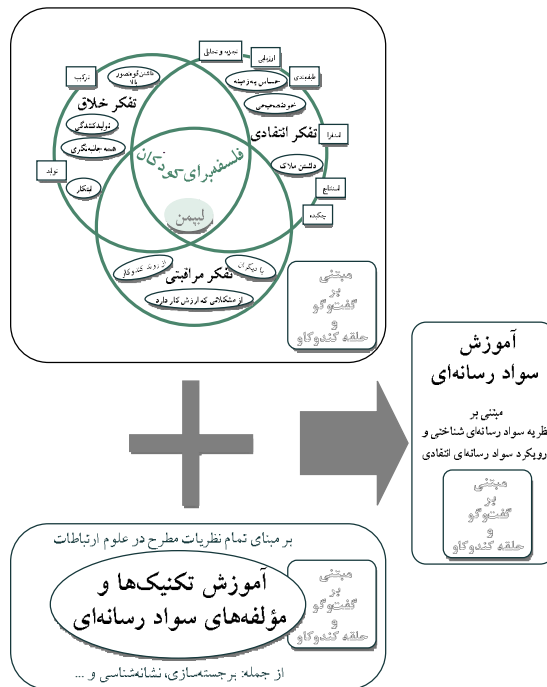 تجزیه و تحلیل
ارزیابی
طبقه‌بندی
حساس به زمینه
خودتصحیحی
تفکر انتقادی
استقرا
داشتن ملاک
استنتاج
چکیده
ترکیب
داشتن قوه تصور بالا
تفکر خلاق
تولیدکنندگی
همه جانبه‌نگری
تولید
ابتکار
فلسفه برای کودکان
لیپمن
از روند کندوکاو
تفکر مراقبتی
با دیگران
از مشکلاتی که ارزش کار دارد
مبتنی
بر
گفت‌وگو
و
حلقه کندوکاو
آموزش
سواد رسانه‌ای
مبتنی بر
نظریه سواد رسانه‌ای شناختی و
رویکرد سواد رسانه‌ای انتقادی
مبتنی
بر
گفت‌وگو
و
حلقه کندوکاو
بر مبنای تمام نظریات مطرح در علوم ارتباطات
آموزش تکنیک‌ها و
مؤلفه‌های سواد رسانه‌ای
مبتنی
بر
گفت‌وگو
و
حلقه کندوکاو
از جمله: برجسته‌سازی، نشانه‌شناسی و ...